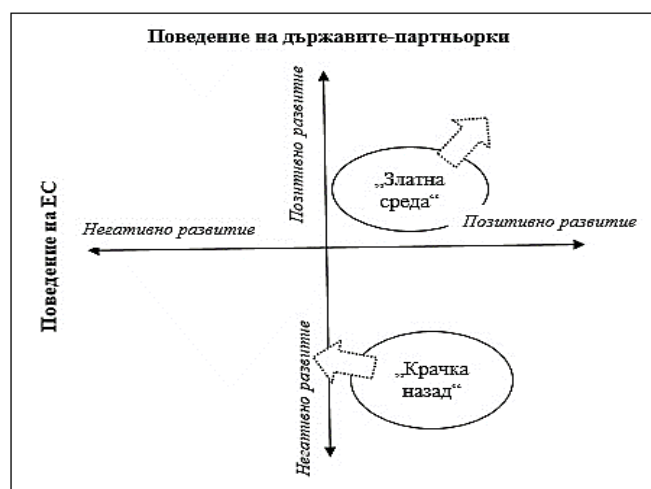 Поведение на държавите-партньорки
Позитивно развитие
„Златна
среда“
Негативно развитие
Позитивно развитие
Поведение на ЕС
Негативно развитие
„Крачка
назад“